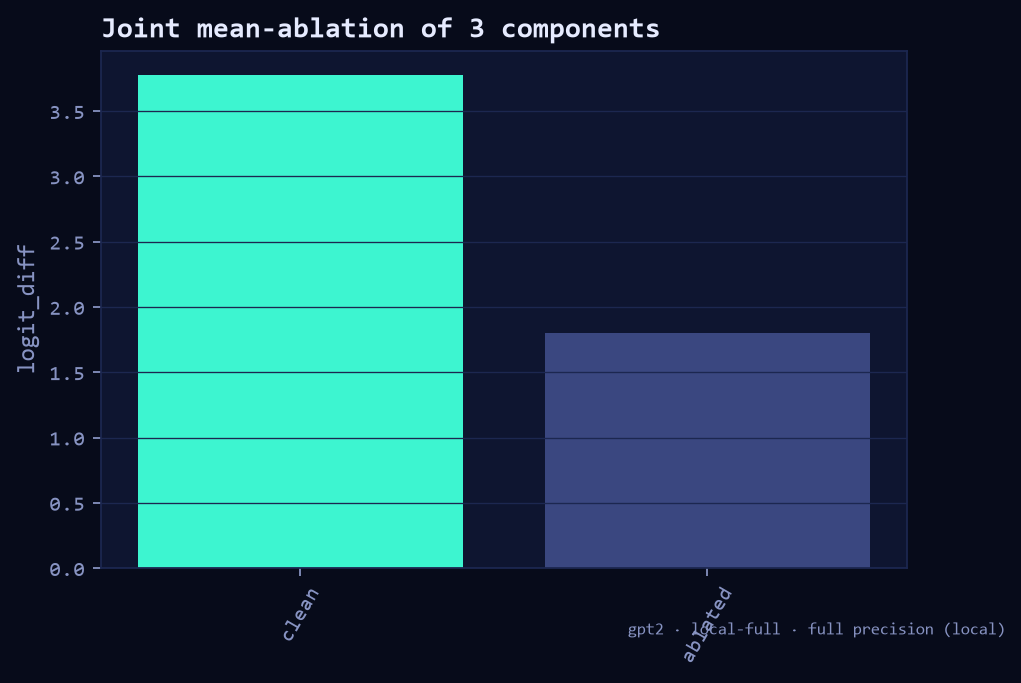 Joint mean-ablation of 3 components
logit_diff
3.5
3.0
2.5
2.0
1.5
1.0
0.5
0.0
clean
ablated
gpt2 · local-full · full precision (local)